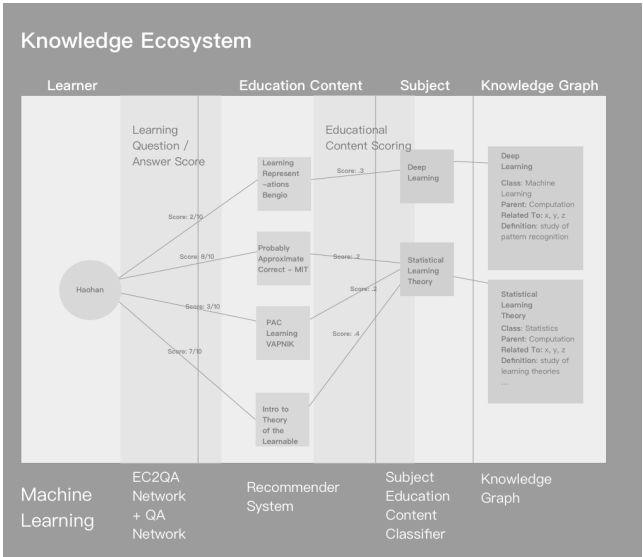 Knowledge Ecosystem
Learner
Education Content
Subject
Knowledge Graph
Learning
Question /
Answer Score
Educational
Content Scoring
Haohan
Score: 2/10
Score: 8/10
Score: 3/10
Score: 7/10
Learning
Represent
-ations
Bengio
Probably
Approximate
Correct - MIT
PAC
Learning
VAPNIK
Intro to
Theory
of the
Learnable
Score: .3
Score: .2
Score: .2
Score: .4
Deep
Learning
Statistical
Learning
Theory
Deep
Learning
Class: Machine
Learning
Parent: Computation
Related To: x, y, z
Definition: study of
pattern recognition
Statistical
Learning
Theory
Class: Statistics
Parent: Computation
Related To: x, y, z
Definition: study of
learning theories
....
Machine
Learning
EC2QA
Network
+ QA
Network
Recommender
System
Subject
Education
Content
Classifier
Knowledge
Graph